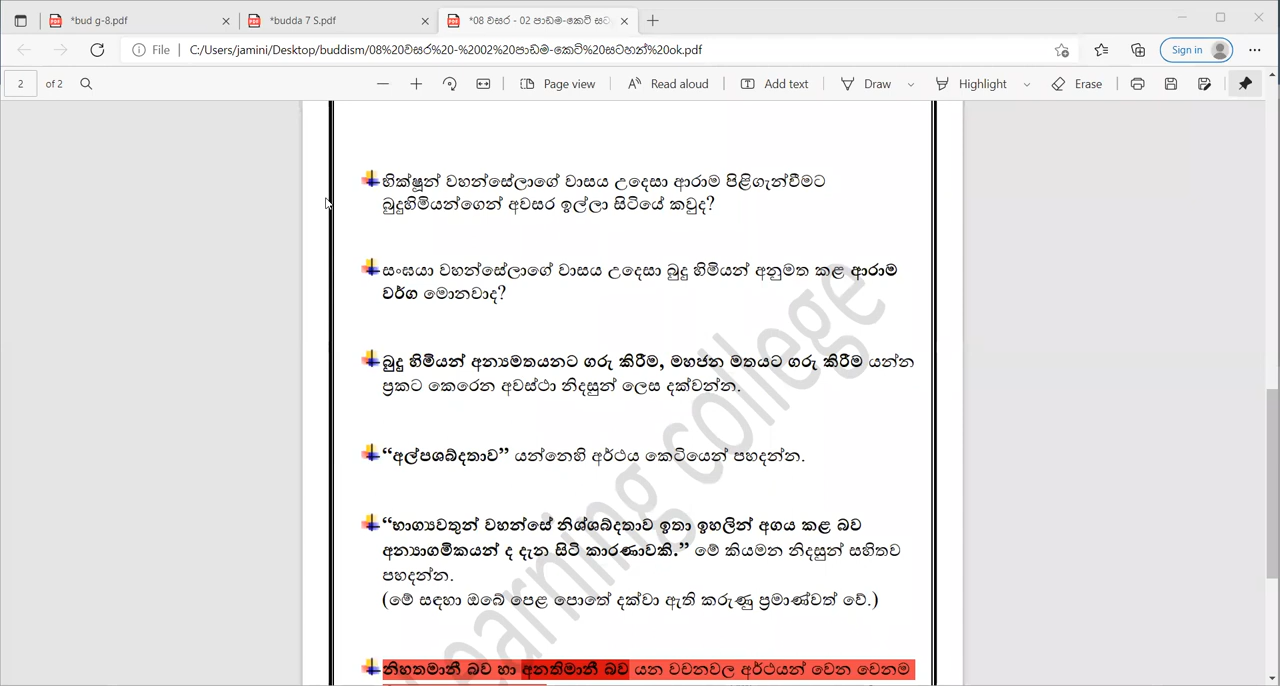 *bud g-8.pdf
*budda 7 S.pdf
*08 වසර - 02 පාඩම-කෙටි සට
File
C:/Users/jamini/Desktop/buddism/08%20වසර%20-%2002%20පාඩම-කෙටි%20සටහන්%20ok.pdf
Sign in
2 of 2
Page view
Read aloud
Add text
Draw
Highlight
Erase
භික්ෂූන් වහන්සේලාගේ වාසය උදෙසා ආරාම පිළිගැන්වීමට
බුදුහිමියන්ගෙන් අවසර ඉල්ලා සිටියේ කවුද?
සංඝයා වහන්සේලාගේ වාසය උදෙසා බුදු හිමියන් අනුමත කළ ආරාම
වර්ග මොනවාද?
බුදු හිමියන් අන්‍යමතයනට ගරු කිරීම, මහජන මතයට ගරු කිරීම යන්න
ප්‍රකට කෙරෙන අවස්ථා නිදසුන් ලෙස දක්වන්න.
“අල්පශබ්දතාව” යන්නෙහි අර්ථය කෙටියෙන් පහදන්න.
“භාග්‍යවතුන් වහන්සේ නිශ්ශබ්දතාව ඉතා ඉහලින් අගය කළ බව
අන්‍යාගමිකයන් ද දැන සිටි කාරණාවකි.” මේ කියමන නිදසුන් සහිතව
පහදන්න.
(මේ සඳහා ඔබේ පෙළ පොතේ දක්වා ඇති කරුණු ප්‍රමාණවත් වේ.)
නිහතමානී බව හා අනතිමානී බව යන වචනවල අර්ථයන් වෙන වෙනම
learning college